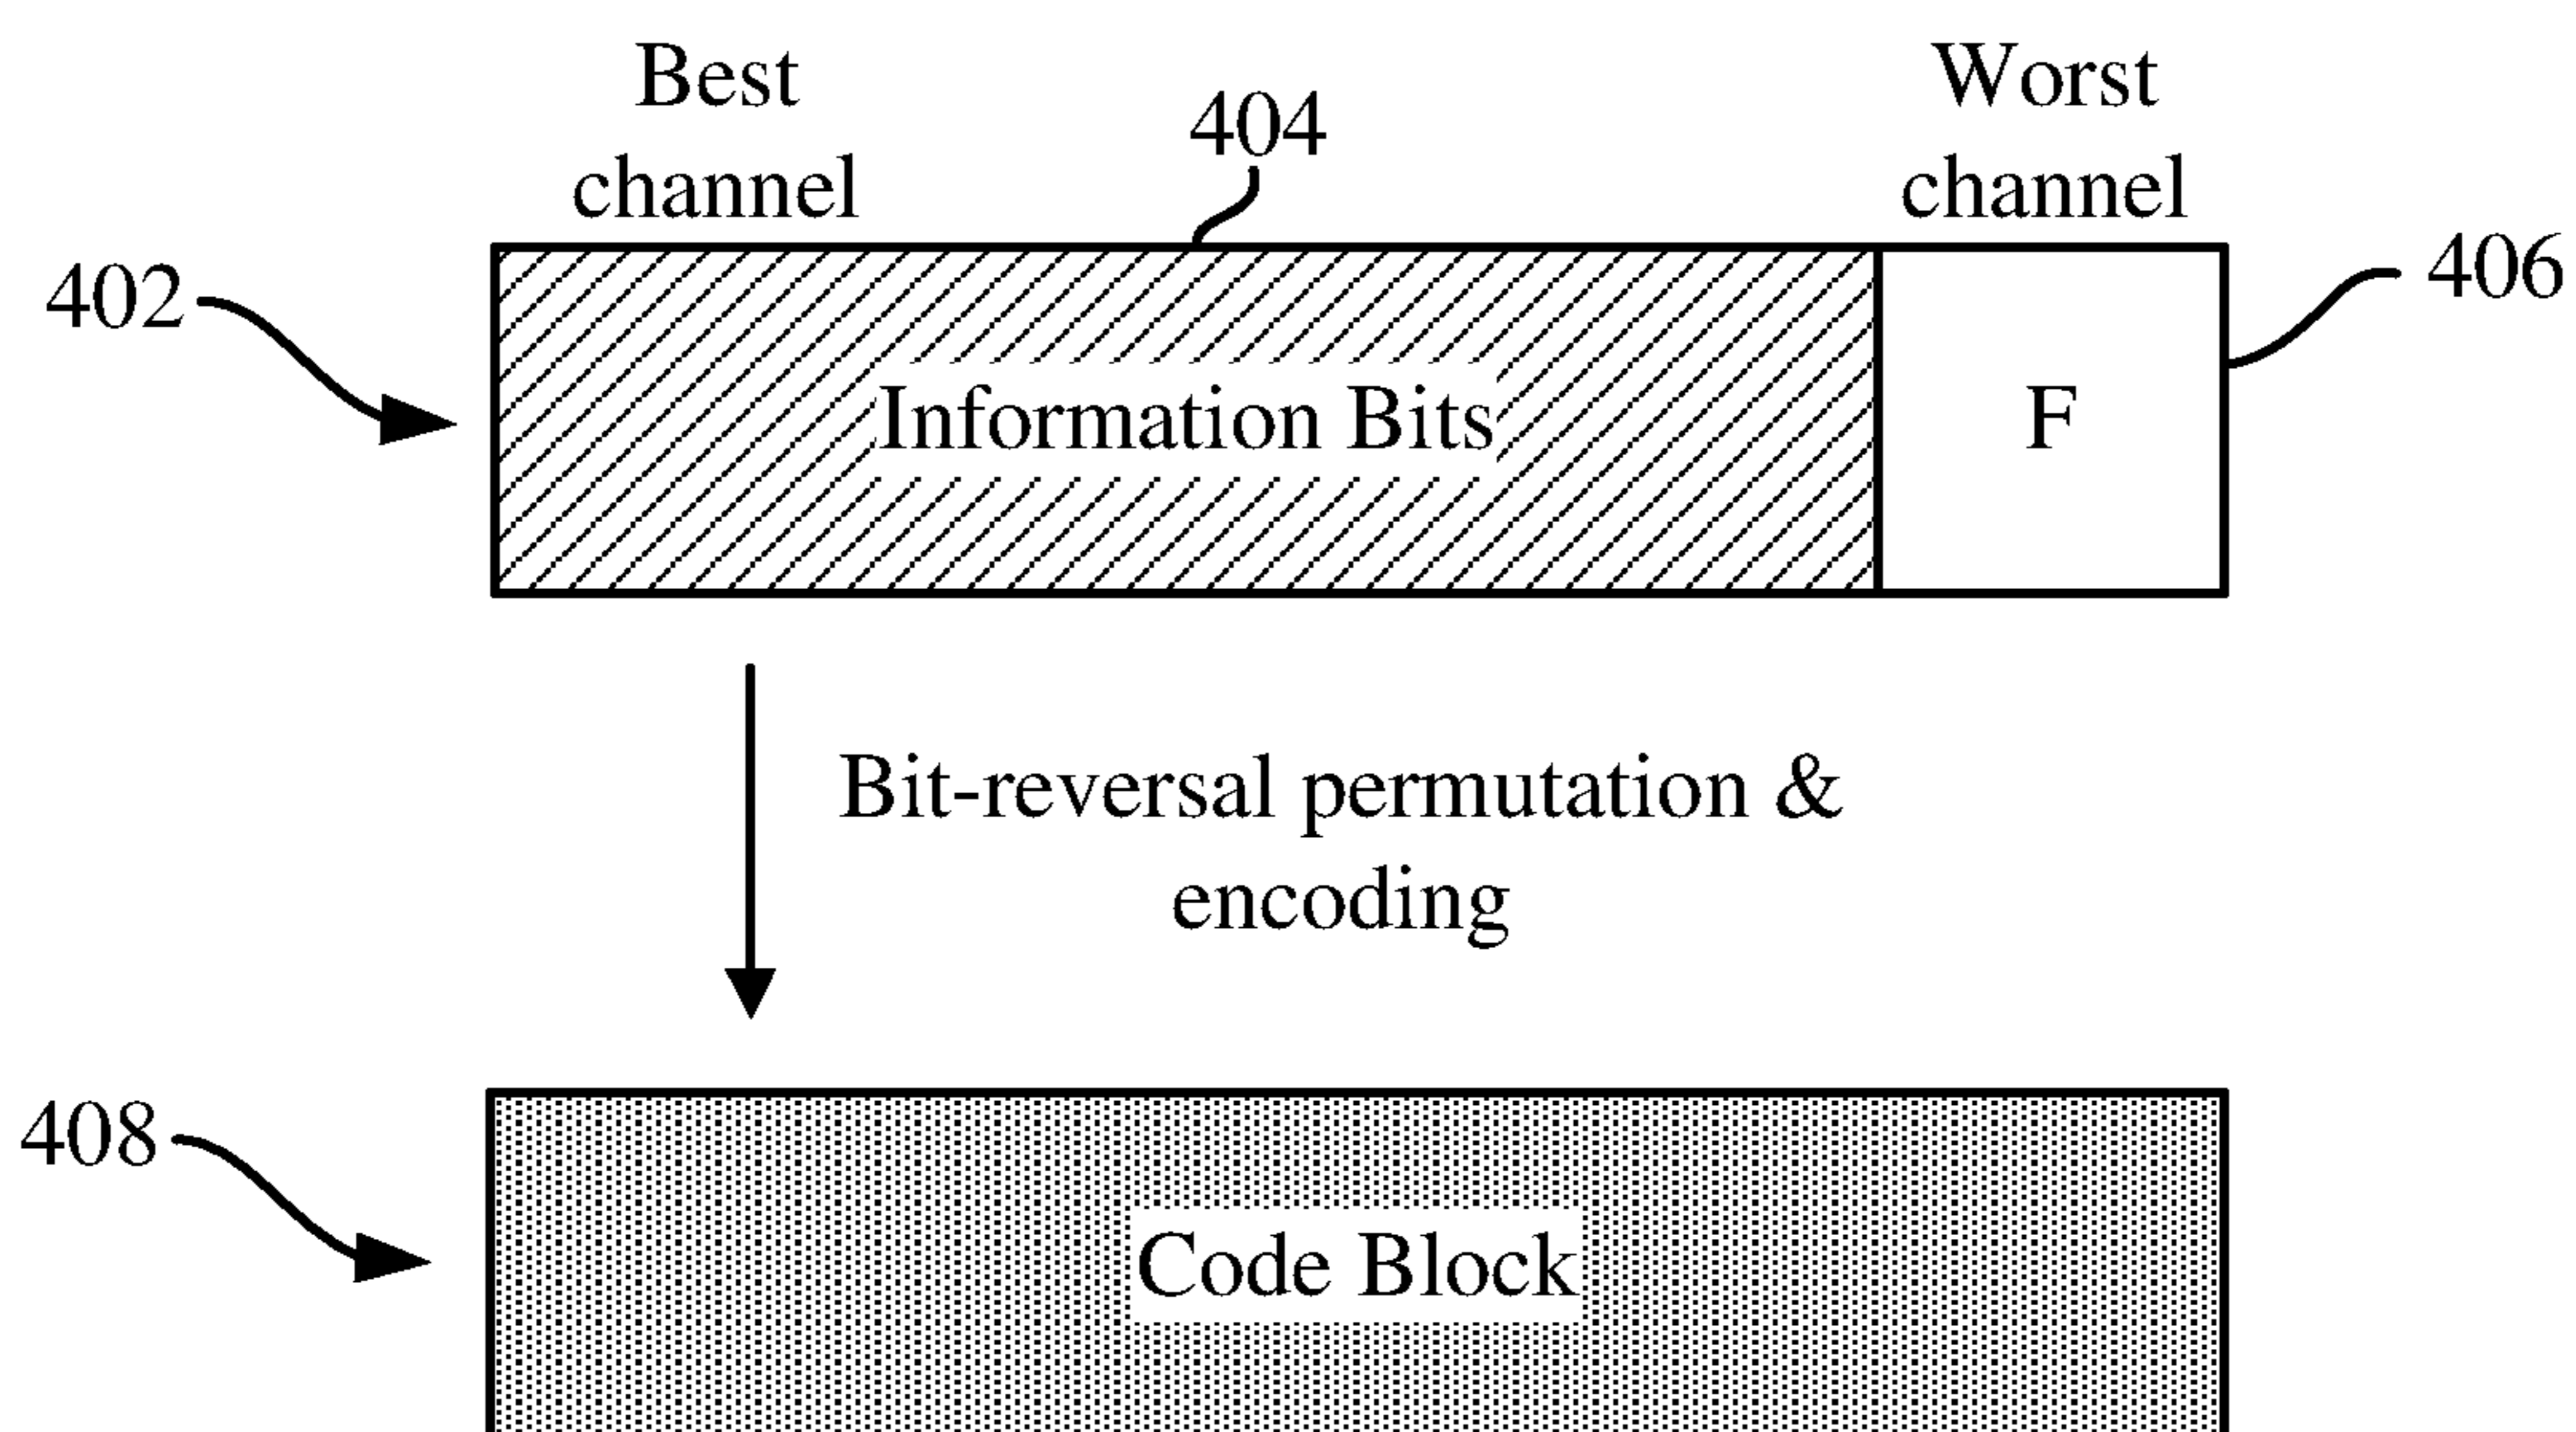 Best
channel
404
Worst
channel
402
406
Information Bits
F
Bit-reversal permutation &
encoding
408
Code Block